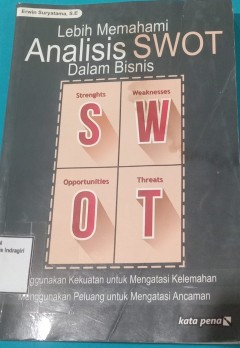 Erwin Suryatama, S.E
Lebih Memahami
Analisis SWOT
Dalam Bisnis
Strenghts
Weaknesses
S W
Opportunities
Threats
O T
Kekuatan untuk Mengatasi Kelemahan
Menggunakan Peluang untuk Mengatasi Ancaman
Indragiri
kata pena